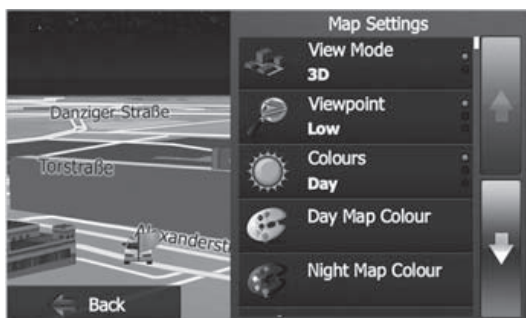 Map Settings
View Mode
3D
Viewpoint
Low
Colours
Day
Day Map Colour
Night Map Colour
Danziger Straße
Torstraße
Back